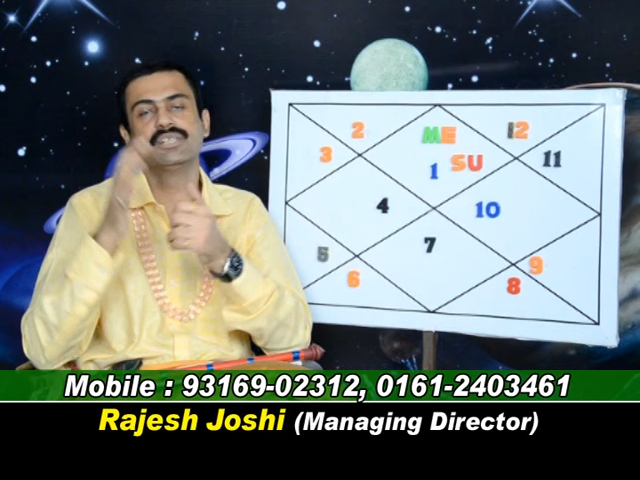 2 ME 12
3 1 SU 11
4 10
7
5 9
6 8
Mobile : 93169-02312, 0161-2403461
Rajesh Joshi (Managing Director)